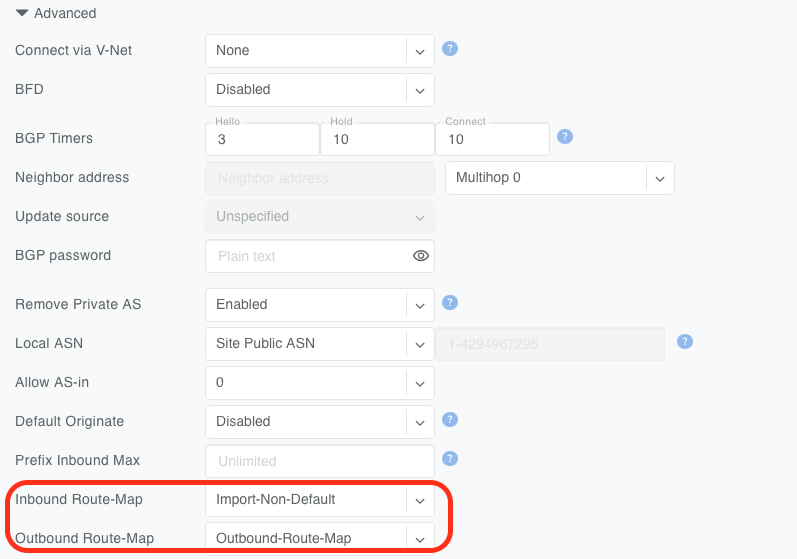 Advanced
Connect via V-Net None ?
BFD Disabled
Hello Hold Connect
BGP Timers 3 10 10 ?
Neighbor address Neighbor address Multihop 0
Update source Unspecified
BGP password Plain text
Remove Private AS Enabled ?
Local ASN Site Public ASN 1-4294967295 ?
Allow AS-in 0
Default Originate Disabled ?
Prefix Inbound Max Unlimited ?
Inbound Route-Map Import-Non-Default
Outbound Route-Map Outbound-Route-Map